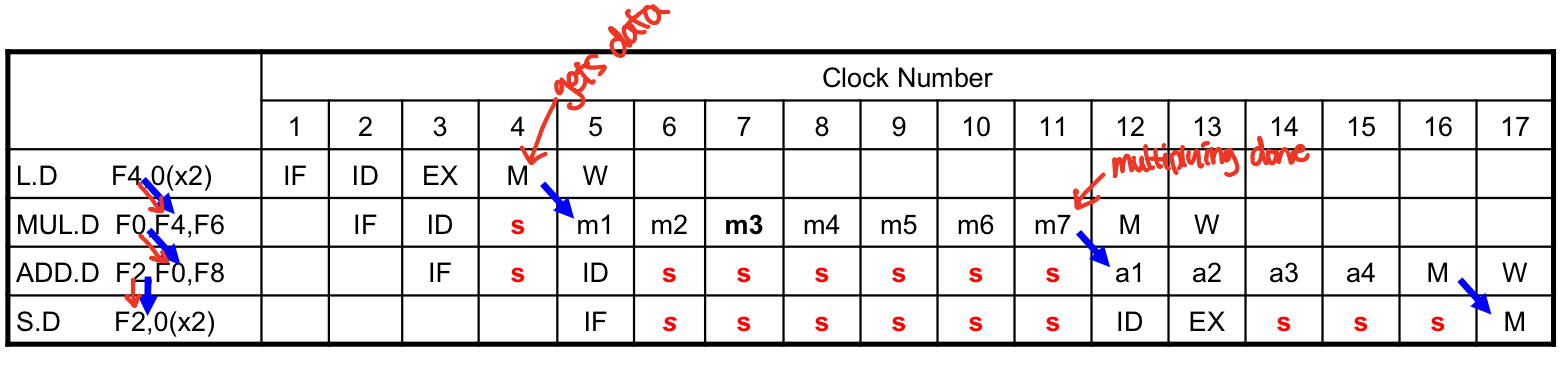 gets data
Clock Number
1 2 3 4 5 6 7 8 9 10 11 12 13 14 15 16 17
multiplying done
L.D F4,0(x2) IF ID EX M W
MUL.D F0,F4,F6 IF ID s m1 m2 m3 m4 m5 m6 m7 M W
ADD.D F2,F0,F8 IF s ID s s s s s s a1 a2 a3 a4 M W
S.D F2,0(x2) IF s s s s s s ID EX s s s M